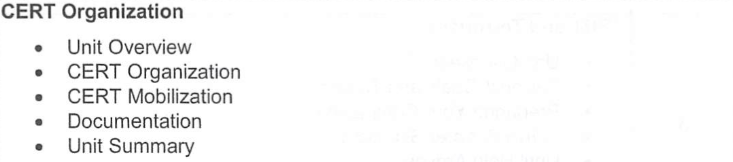 CERT Organization
• Unit Overview
• CERT Organization
• CERT Mobilization
• Documentation
• Unit Summary